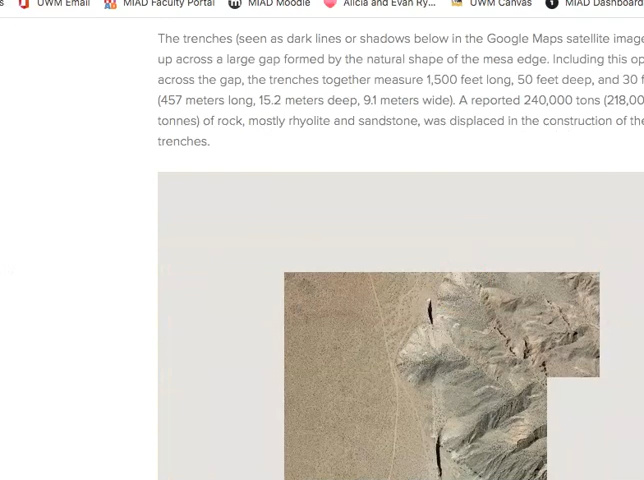 UWM Email MIAD Faculty Portal MIAD Moodle Alicia and Evan Ry... UWM Canvas MIAD Dashboard
The trenches (seen as dark lines or shadows below in the Google Maps satellite image
up across a large gap formed by the natural shape of the mesa edge. Including this op
across the gap, the trenches together measure 1,500 feet long, 50 feet deep, and 30 f
(457 meters long, 15.2 meters deep, 9.1 meters wide). A reported 240,000 tons (218,00
tonnes) of rock, mostly rhyolite and sandstone, was displaced in the construction of the
trenches.